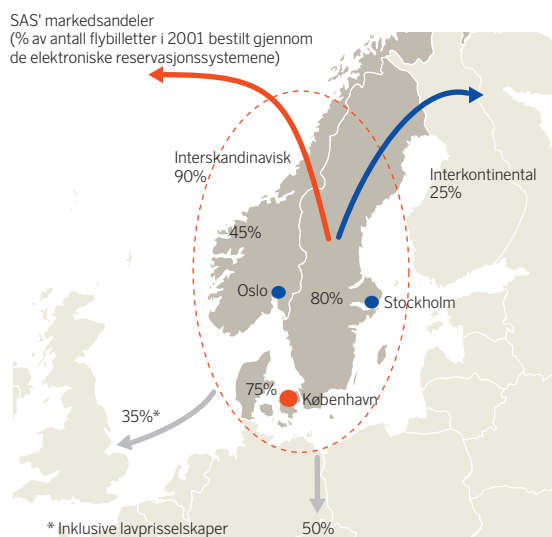 SAS' markedsandeler
(% av antall flybilletter i 2001 bestilt gjennom
de elektroniske reservasjonssystemene)
Interskandinavisk
90%
Interkontinental
25%
45%
Oslo
80%
Stockholm
75%
København
35%*
* Inklusive lavprisselskaper
50%